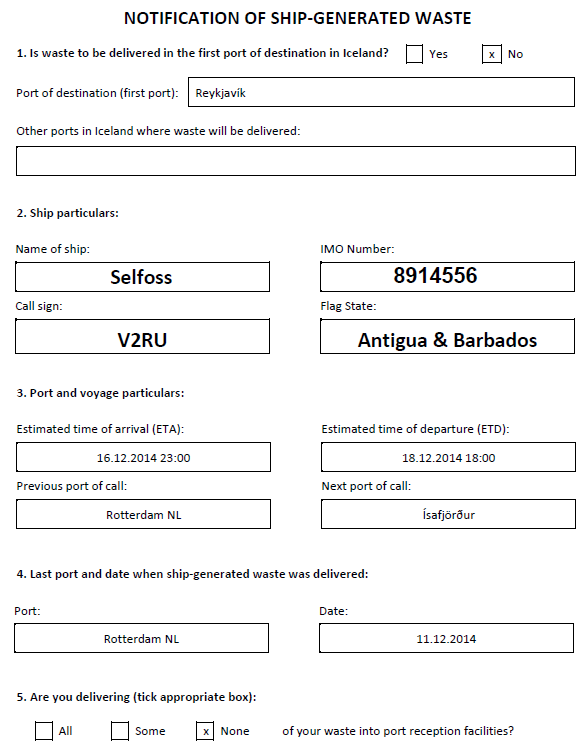 NOTIFICATION OF SHIP-GENERATED WASTE
1. Is waste to be delivered in the first port of destination in Iceland? Yes x No
Port of destination (first port): Reykjavík
Other ports in Iceland where waste will be delivered:
2. Ship particulars:
Name of ship: IMO Number:
Selfoss 8914556
Call sign: Flag State:
V2RU Antigua & Barbados
3. Port and voyage particulars:
Estimated time of arrival (ETA): Estimated time of departure (ETD):
16.12.2014 23:00 18.12.2014 18:00
Previous port of call: Next port of call:
Rotterdam NL Ísafjörður
4. Last port and date when ship-generated waste was delivered:
Port: Date:
Rotterdam NL 11.12.2014
5. Are you delivering (tick appropriate box):
All Some x None of your waste into port reception facilities?